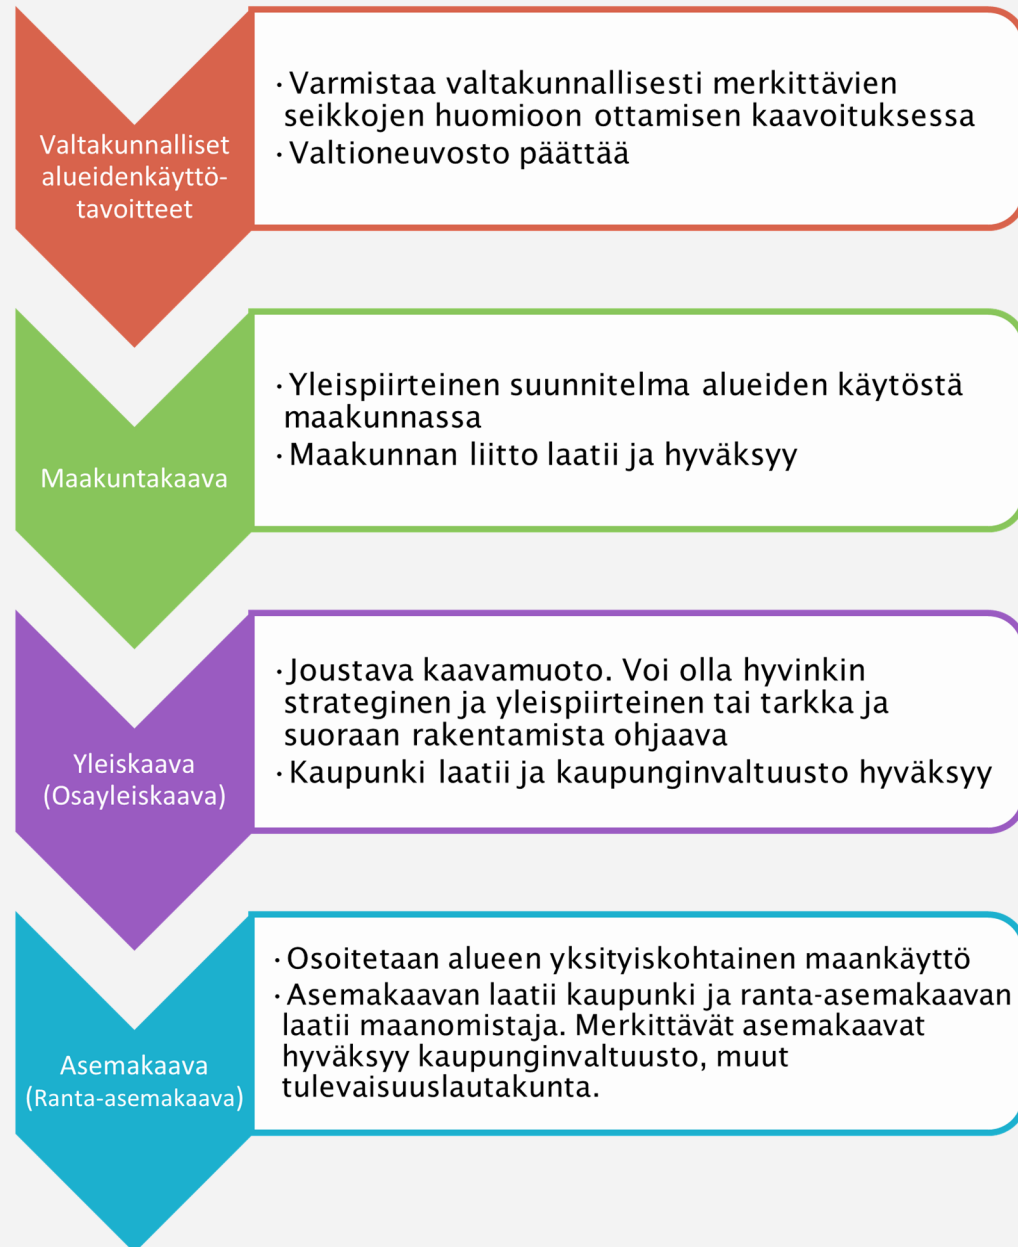 Valtakunnalliset
alueidenkäyttö-
tavoitteet
·Varmistaa valtakunnallisesti merkittävien
seikkojen huomioon ottamisen kaavoituksessa
·Valtioneuvosto päättää
Maakuntakaava
·Yleispiirteinen suunnitelma alueiden käytöstä
maakunnassa
·Maakunnan liitto laatii ja hyväksyy
Yleiskaava
(Osayleiskaava)
·Joustava kaavamuoto. Voi olla hyvinkin
strateginen ja yleispiirteinen tai tarkka ja
suoraan rakentamista ohjaava
·Kaupunki laatii ja kaupunginvaltuusto hyväksyy
Asemakaava
(Ranta-asemakaava)
·Osoitetaan alueen yksityiskohtainen maankäyttö
·Asemakaavan laatii kaupunki ja ranta-asemakaavan
laatii maanomistaja. Merkittävät asemakaavat
hyväksyy kaupunginvaltuusto, muut
tulevaisuuslautakunta.